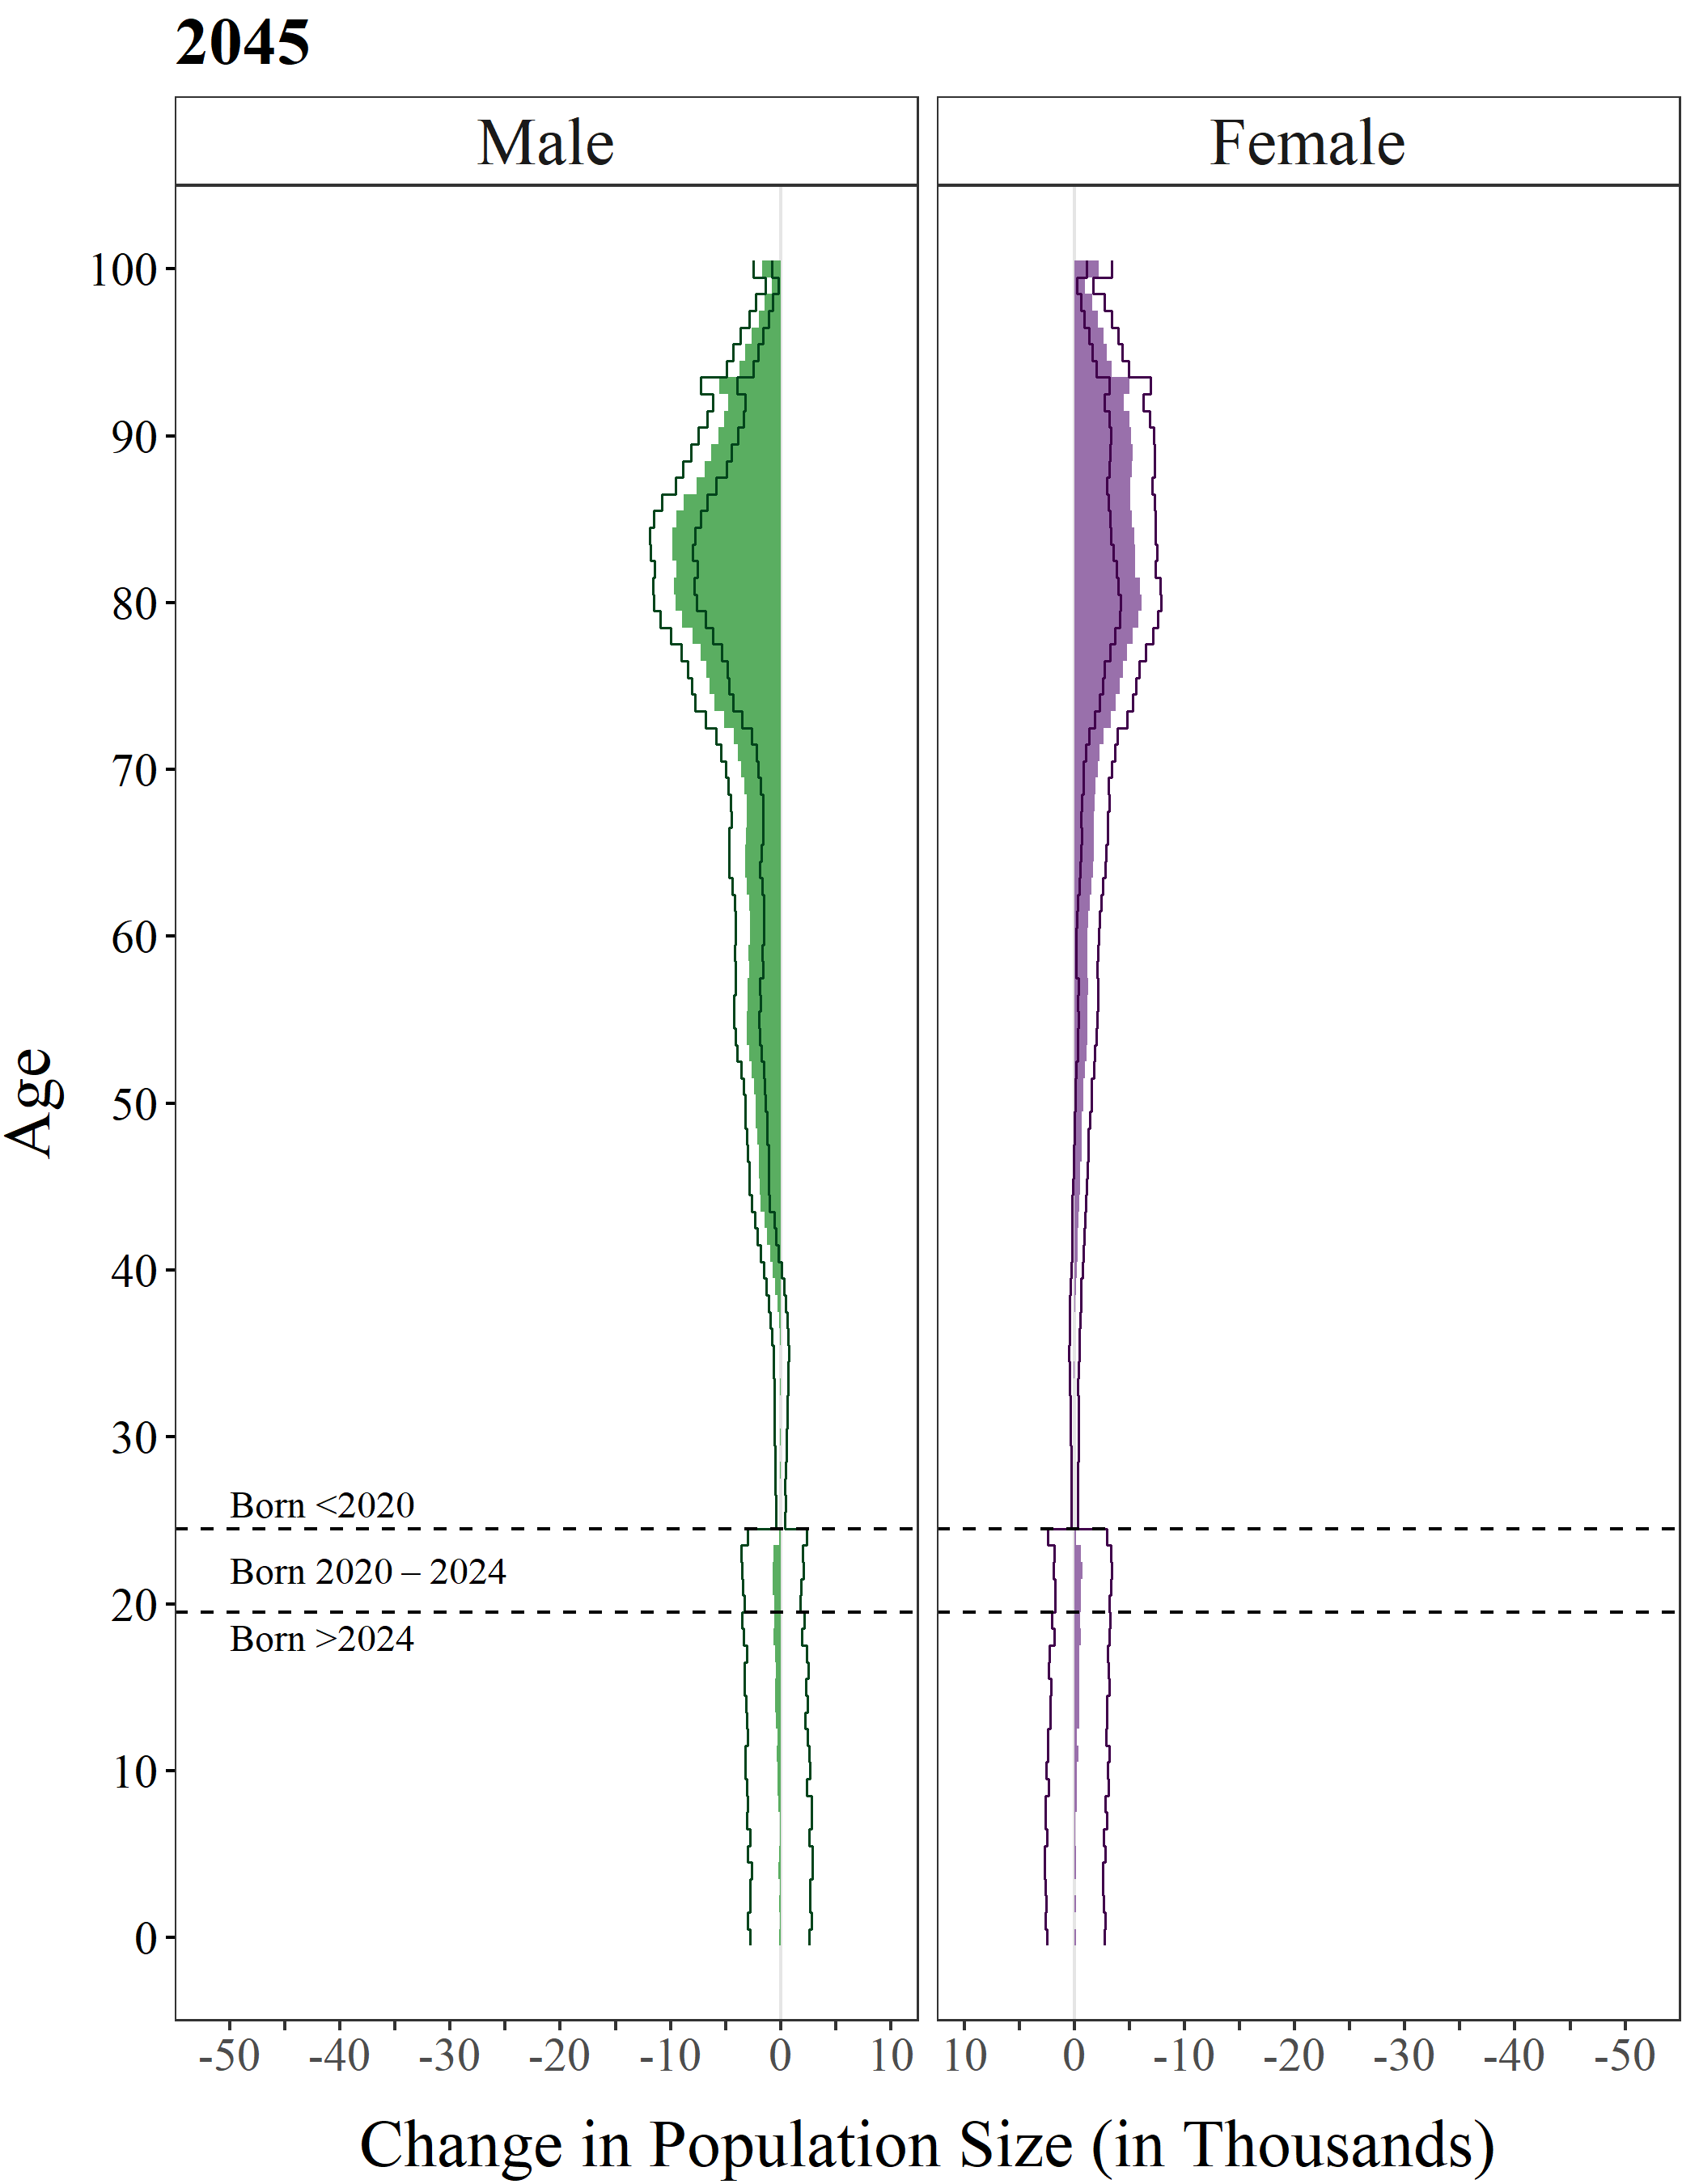 2045
Male
Female
Age
100
90
80
70
60
50
40
30
20
10
0
Born <2020
Born 2020 – 2024
Born >2024
-50 -40 -30 -20 -10 0 10
10 0 -10 -20 -30 -40 -50
Change in Population Size (in Thousands)